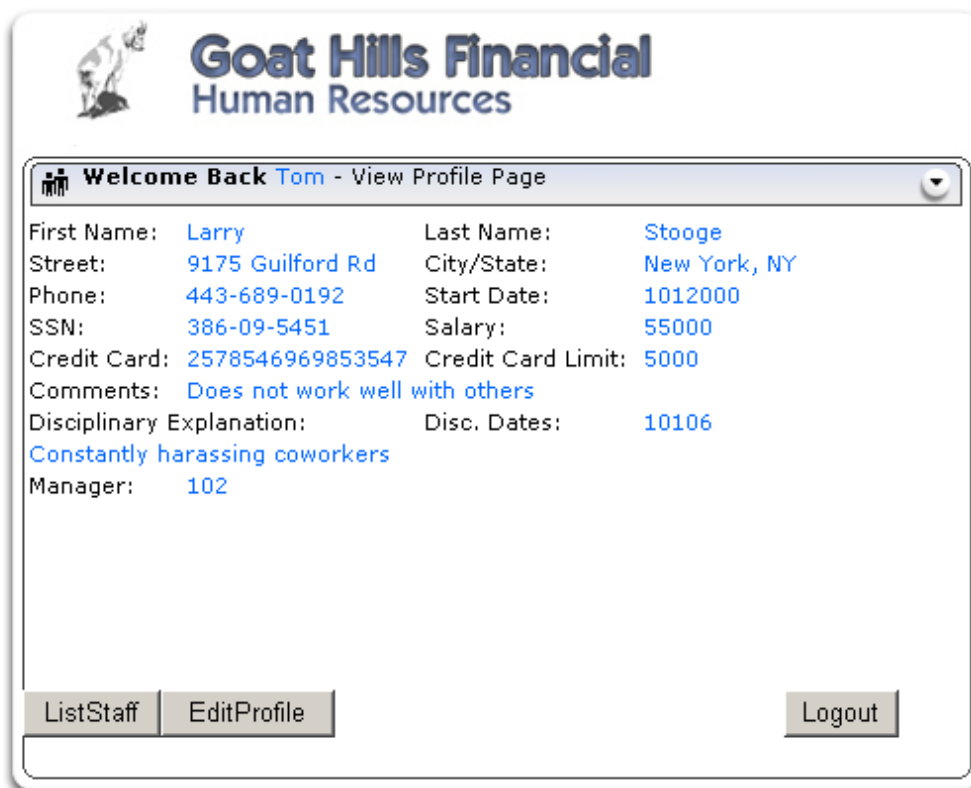 Goat Hills Financial
Human Resources
Welcome Back Tom - View Profile Page
First Name: Larry Last Name: Stooge
Street: 9175 Guilford Rd City/State: New York, NY
Phone: 443-689-0192 Start Date: 1012000
SSN: 386-09-5451 Salary: 55000
Credit Card: 2578546969853547 Credit Card Limit: 5000
Comments: Does not work well with others
Disciplinary Explanation: Disc. Dates: 10106
Constantly harassing coworkers
Manager: 102
ListStaff EditProfile Logout